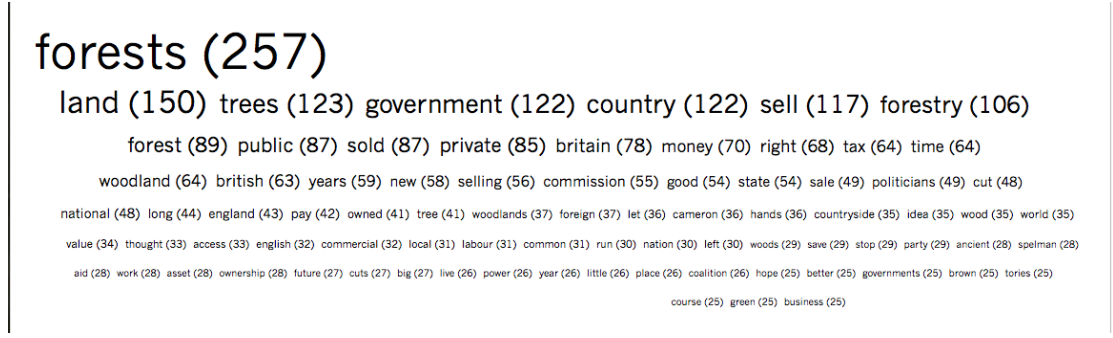 forests (257)
land (150) trees (123) government (122) country (122) sell (117) forestry (106)
forest (89) public (87) sold (87) private (85) britain (78) money (70) right (68) tax (64) time (64)
woodland (64) british (63) years (59) new (58) selling (56) commission (55) good (54) state (54) sale (49) politicians (49) cut (48)
national (48) long (44) england (43) pay (42) owned (41) tree (41) woodlands (37) foreign (37) let (36) cameron (36) hands (36) countryside (35) idea (35) wood (35) world (35)
value (34) thought (33) access (33) english (32) commercial (32) local (31) labour (31) common (31) run (30) nation (30) left (30) woods (29) save (29) stop (29) party (29) ancient (28) spelman (28)
aid (28) work (28) asset (28) ownership (28) future (27) cuts (27) big (27) live (26) power (26) year (26) little (26) place (26) coalition (26) hope (25) better (25) governments (25) brown (25) tories (25)
course (25) green (25) business (25)